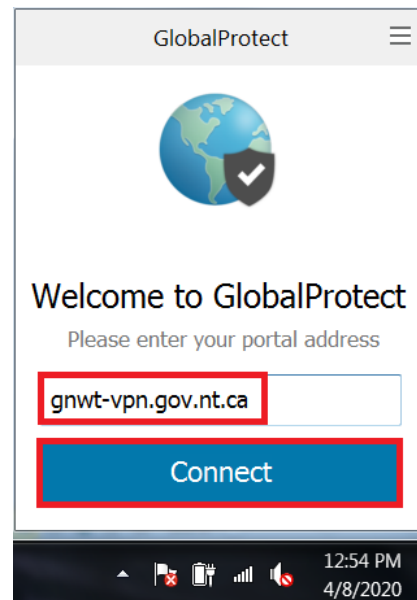 GlobalProtect
Welcome to GlobalProtect
Please enter your portal address
gnwt-vpn.gov.nt.ca
Connect
12:54 PM
4/8/2020